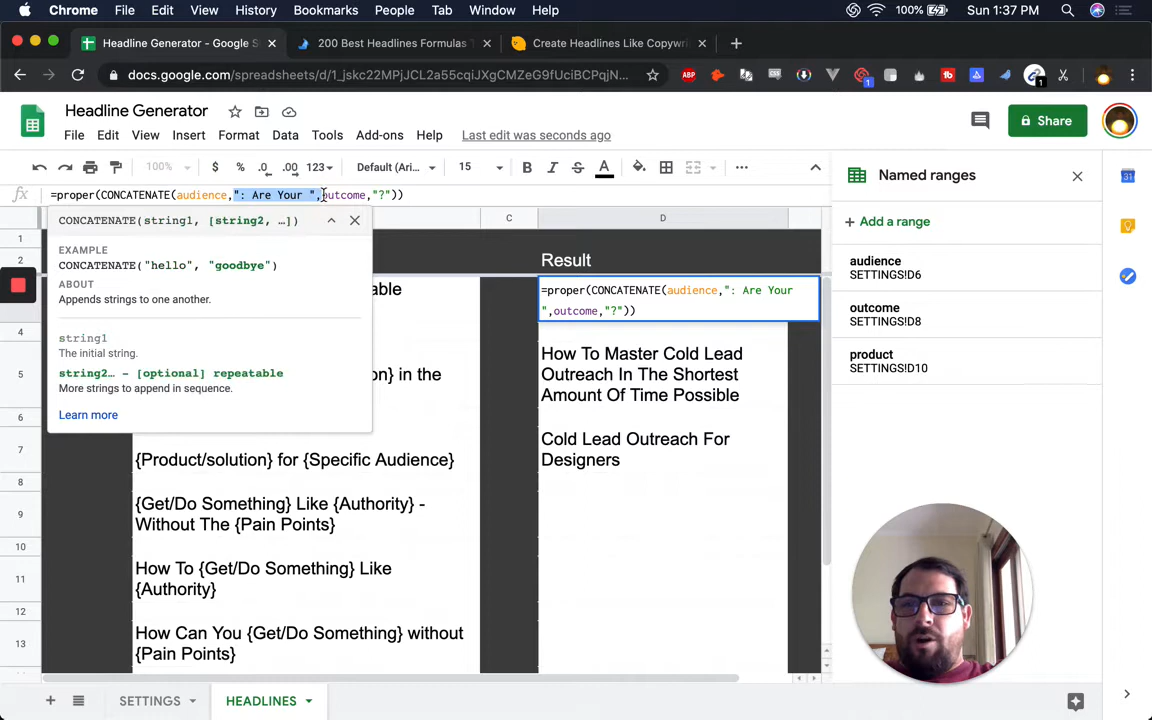 Chrome File Edit View History Bookmarks People Tab Window Help 100% Sun 1:37 PM
Headline Generator - Google S
200 Best Headlines Formulas T
Create Headlines Like Copywri
docs.google.com/spreadsheets/d/1_jskc22MPjJCL2a55cqiJXgCMZeG9fUciBCPqjN...
ABP
1
1
Headline Generator
File Edit View Insert Format Data Tools Add-ons Help Last edit was seconds ago
Share
100% $ % .0 .00 123 Default (Ari... 15 B I S A
fx =proper(CONCATENATE(audience,": Are Your ",outcome,"?"))
CONCATENATE(string1, [string2, …])
EXAMPLE
CONCATENATE("hello", "goodbye")
ABOUT
Appends strings to one another.
string1
The initial string.
string2… - [optional] repeatable
More strings to append in sequence.
Learn more
C D
1
2
Result
able
=proper(CONCATENATE(audience,": Are Your
",outcome,"?"))
4
5
on} in the
How To Master Cold Lead
Outreach In The Shortest
Amount Of Time Possible
6
7
{Product/solution} for {Specific Audience}
Cold Lead Outreach For
Designers
8
9
{Get/Do Something} Like {Authority} -
Without The {Pain Points}
10
11
How To {Get/Do Something} Like
{Authority}
12
13
How Can You {Get/Do Something} without
{Pain Points}
Named ranges
+ Add a range
audience
SETTINGS!D6
outcome
SETTINGS!D8
product
SETTINGS!D10
31
SETTINGS
HEADLINES